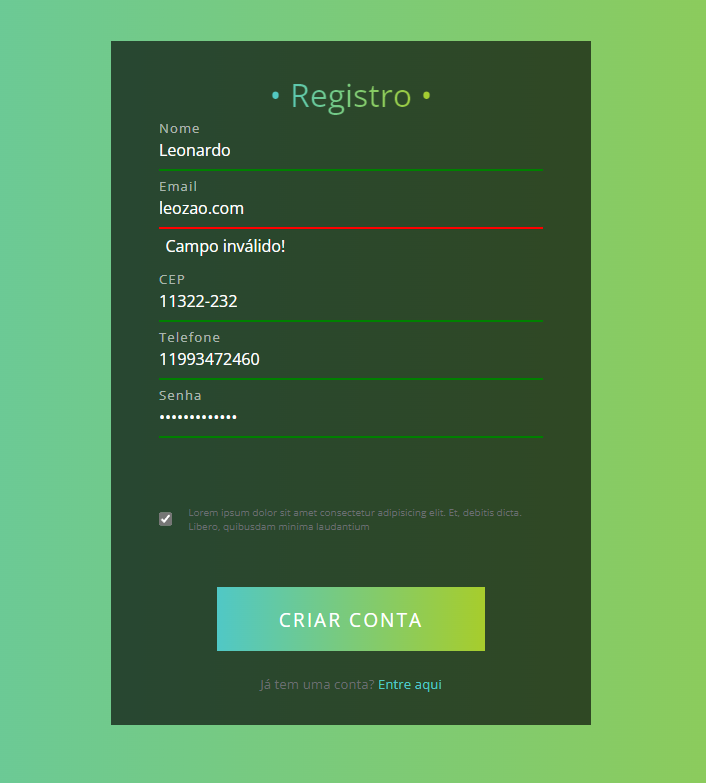 • Registro •
Nome
Leonardo
Email
leozao.com
Campo inválido!
CEP
11322-232
Telefone
11993472460
Senha
•••••••••••••
Lorem ipsum dolor sit amet consectetur adipisicing elit. Et, debitis dicta.
Libero, quibusdam minima laudantium
CRIAR CONTA
Já tem uma conta? Entre aqui